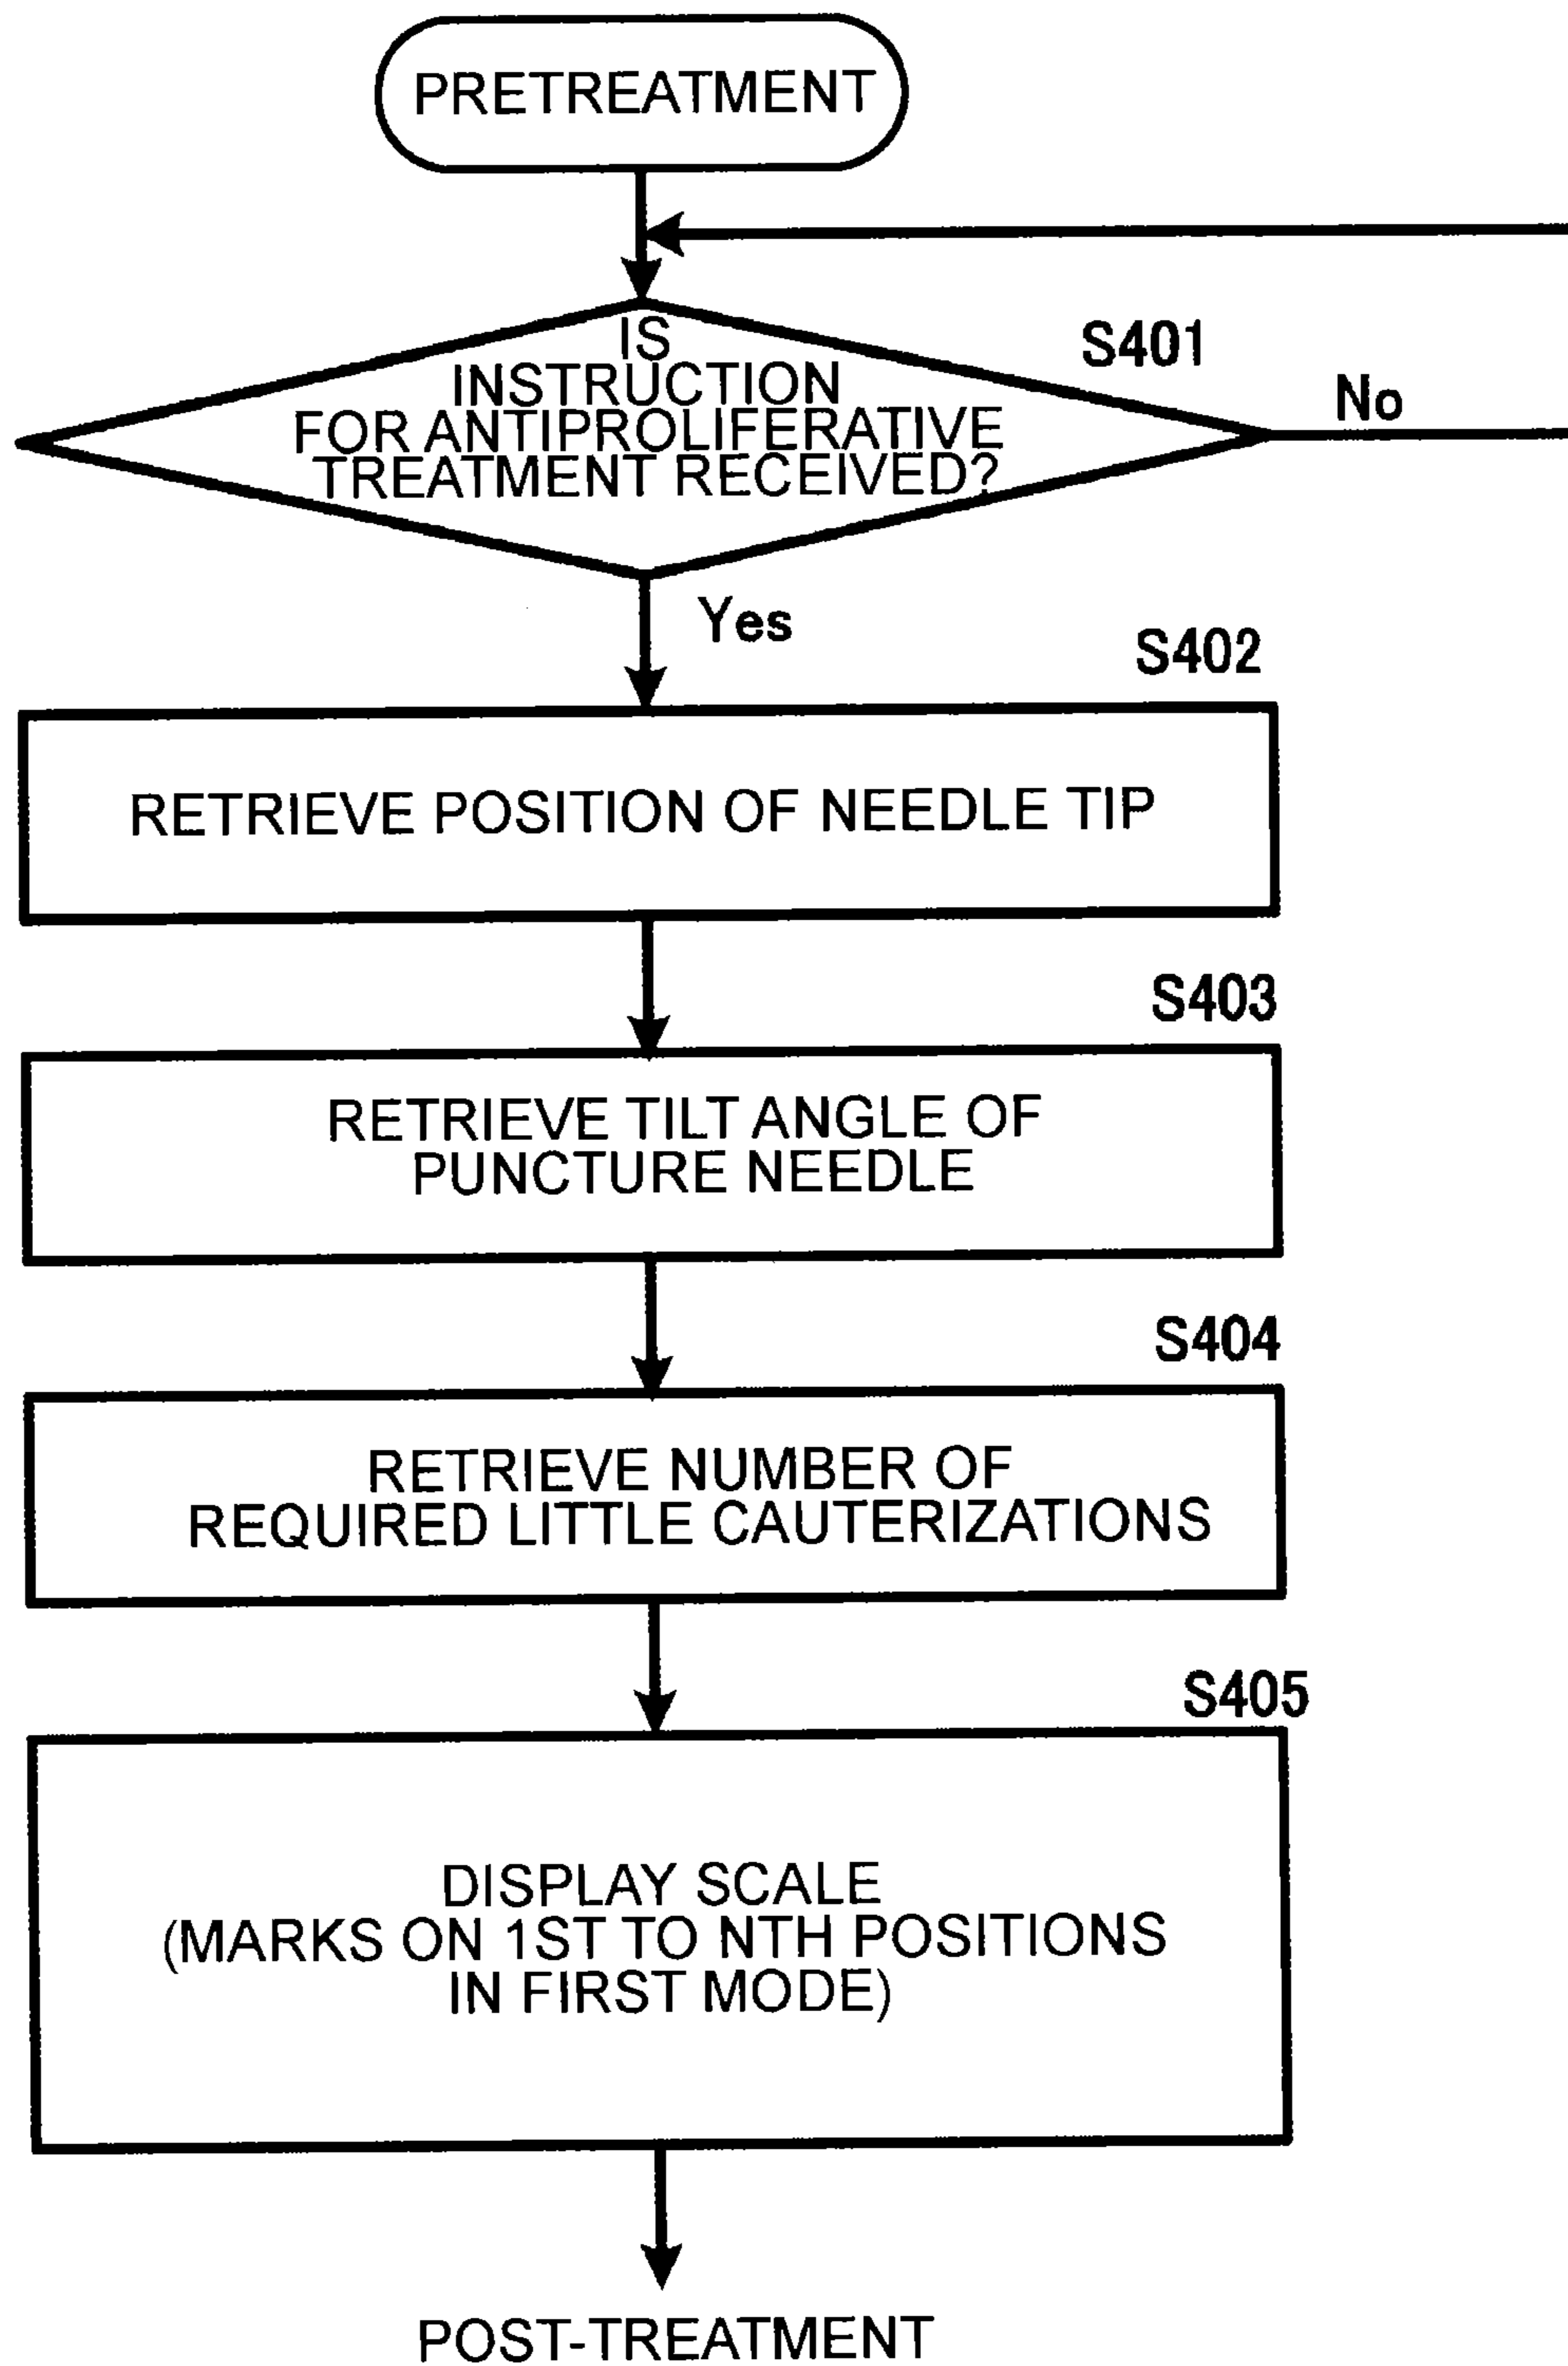 PRETREATMENT
S401
IS
INSTRUCTION
FOR ANTIPROLIFERATIVE
TREATMENT RECEIVED?
No
Yes
S402
RETRIEVE POSITION OF NEEDLE TIP
S403
RETRIEVE TILT ANGLE OF
PUNCTURE NEEDLE
S404
RETRIEVE NUMBER OF
REQUIRED LITTLE CAUTERIZATIONS
S405
DISPLAY SCALE
(MARKS ON 1ST TO NTH POSITIONS
IN FIRST MODE)
POST-TREATMENT